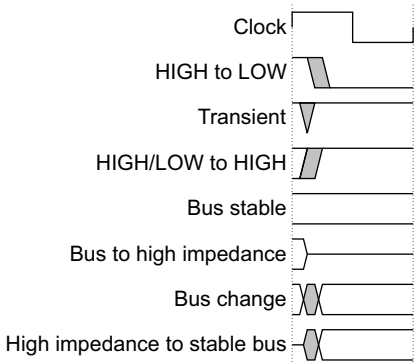 Clock
HIGH to LOW
Transient
HIGH/LOW to HIGH
Bus stable
Bus to high impedance
Bus change
High impedance to stable bus